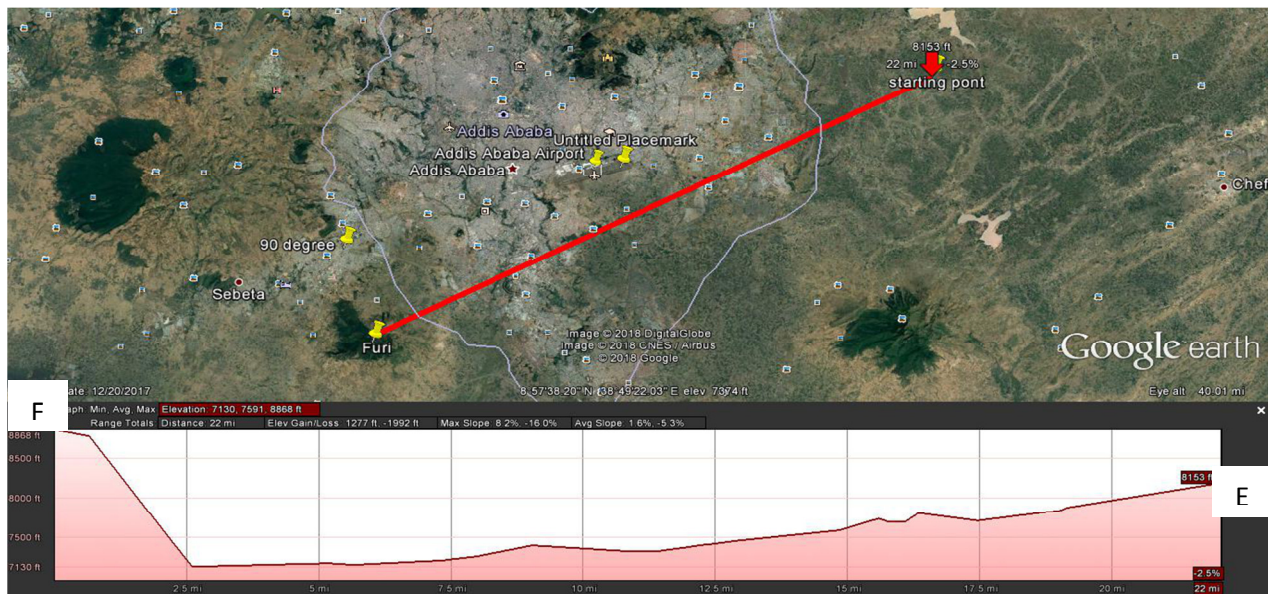 8153 ft
22 mi -2.5%
starting pont
Addis Ababa
Untitled Placemark
Addis Ababa Airport
Addis Ababa
Chef
90 degree
Sebeta
Furi
Image © 2018 DigitalGlobe
Image © 2018 CNES / Airbus
© 2018 Google
Google earth
ate: 12/20/2017
8°57'38.20"N 38°49'22.03"E elev 7374 ft
Eye alt 40.01 mi
F
aph: Min, Avg, Max Elevation: 7130, 7591, 8868 ft
Range Totals Distance: 22 mi Elev Gain/Loss: 1277 ft, -1992 ft Max Slope: 8.2%, -16.0% Avg Slope: 1.6%, -5.3%
8868 ft
8500 ft
8000 ft
7500 ft
7130 ft
8153 f
E
-2.5%
2.5 mi 5 mi 7.5 mi 10 mi 12.5 mi 15 mi 17.5 mi 20 mi 22 mi